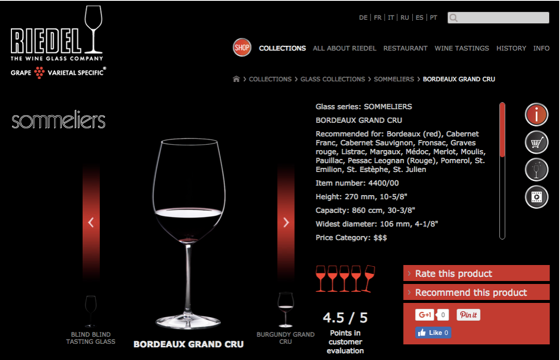 RIEDEL
THE WINE GLASS COMPANY
GRAPE VARIETAL SPECIFIC®
DE | FR | IT | RU | ES | PT
SHOP COLLECTIONS ALL ABOUT RIEDEL RESTAURANT WINE TASTINGS HISTORY INFO
> COLLECTIONS > GLASS COLLECTIONS > SOMMELIERS > BORDEAUX GRAND CRU
sommeliers
Glass series: SOMMELIERS
BORDEAUX GRAND CRU
Recommended for: Bordeaux (red), Cabernet
Franc, Cabernet Sauvignon, Fronsac, Graves
rouge, Listrac, Margaux, Médoc, Merlot, Moulis,
Pauillac, Pessac Leognan (Rouge), Pomerol, St.
Emilion, St. Estèphe, St. Julien
Item number: 4400/00
Height: 270 mm, 10-5/8"
Capacity: 860 ccm, 30-3/8"
Widest diameter: 106 mm, 4-1/8"
Price Category: $$$
i
BLIND BLIND
TASTING GLASS
BORDEAUX GRAND CRU
BURGUNDY GRAND
CRU
4.5 / 5
Points in
customer
evaluation
> Rate this product
> Recommend this product
G+1 0 Pin it
Like 0